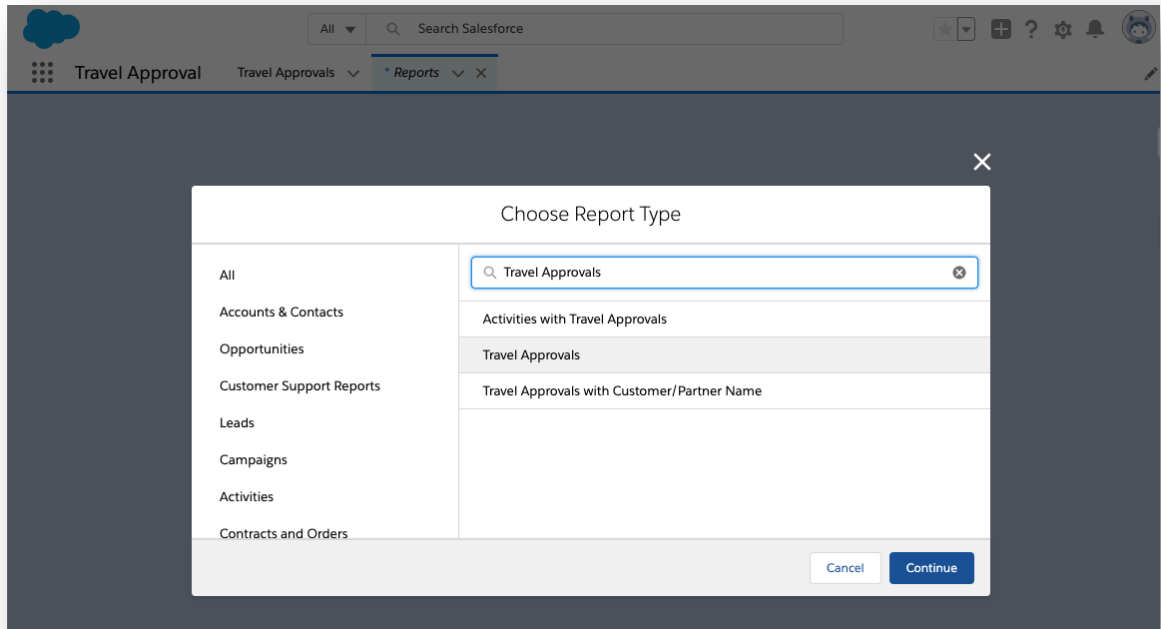 All
Search Salesforce
Travel Approval
Travel Approvals
* Reports
Choose Report Type
All
Accounts & Contacts
Opportunities
Customer Support Reports
Leads
Campaigns
Activities
Contracts and Orders
Travel Approvals
Activities with Travel Approvals
Travel Approvals
Travel Approvals with Customer/Partner Name
Cancel
Continue